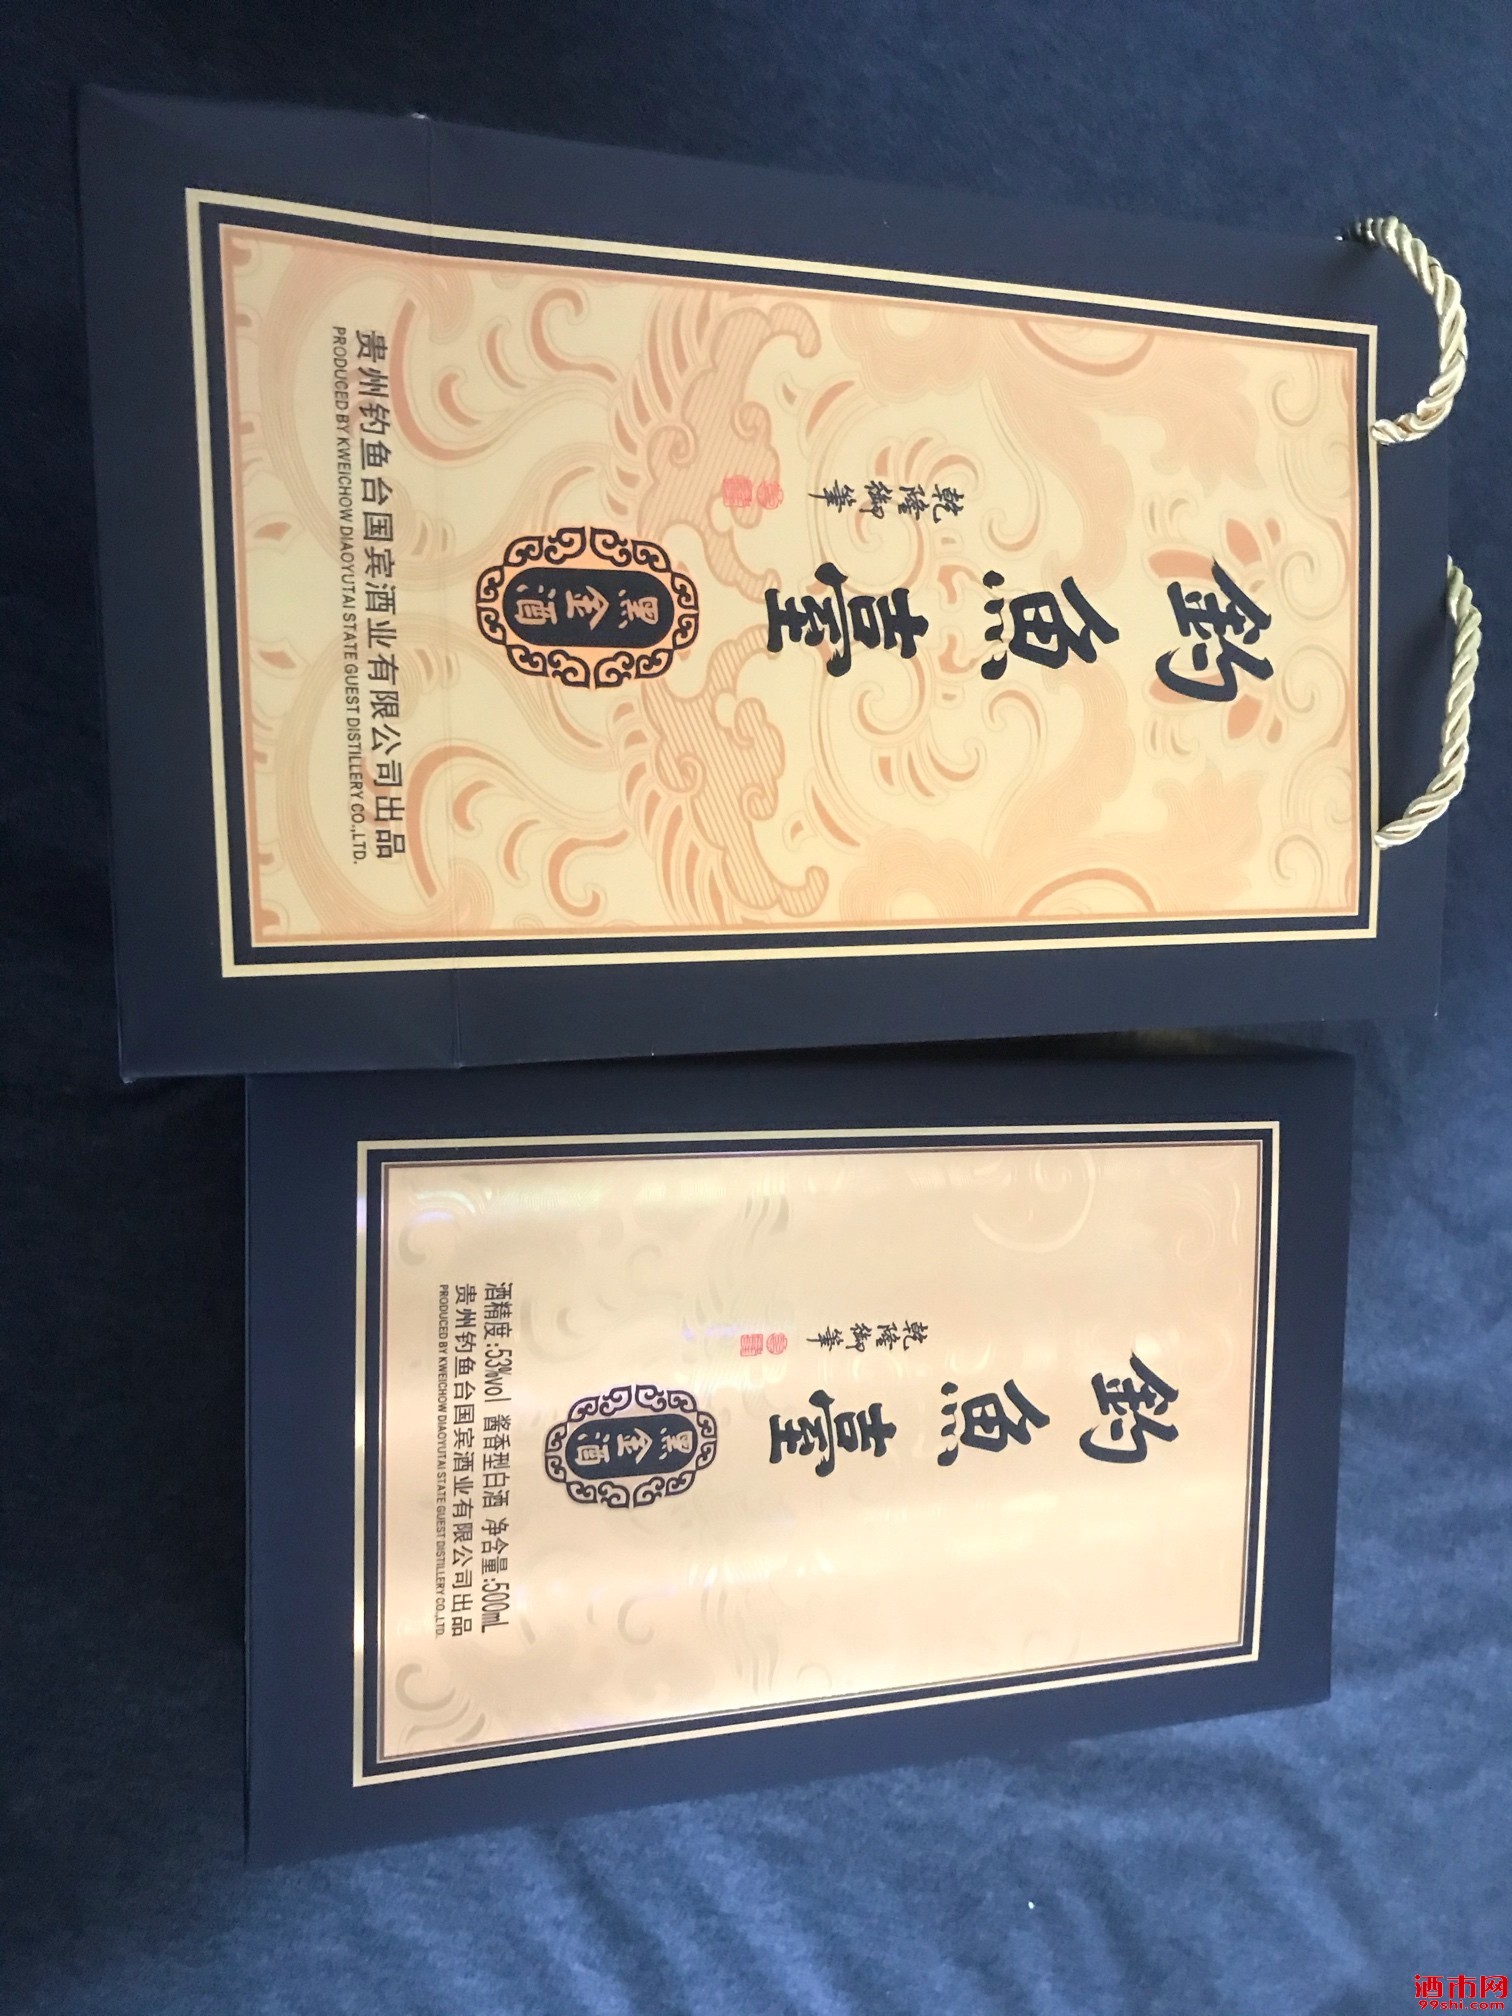 釣
魚
臺
乾隆
御筆
黑金酒
贵州钓鱼台国宾酒业有限公司出品
PRODUCED BY KWEICHOW DIAOYUTAI STATE GUEST DISTILLERY CO.,LTD.
釣
魚
臺
乾隆
御筆
黑金酒
酒精度:53%vol 酱香型白酒 净含量:500mL
贵州钓鱼台国宾酒业有限公司出品
PRODUCED BY KWEICHOW DIAOYUTAI STATE GUEST DISTILLERY CO.,LTD.
酒市网
99shi.com